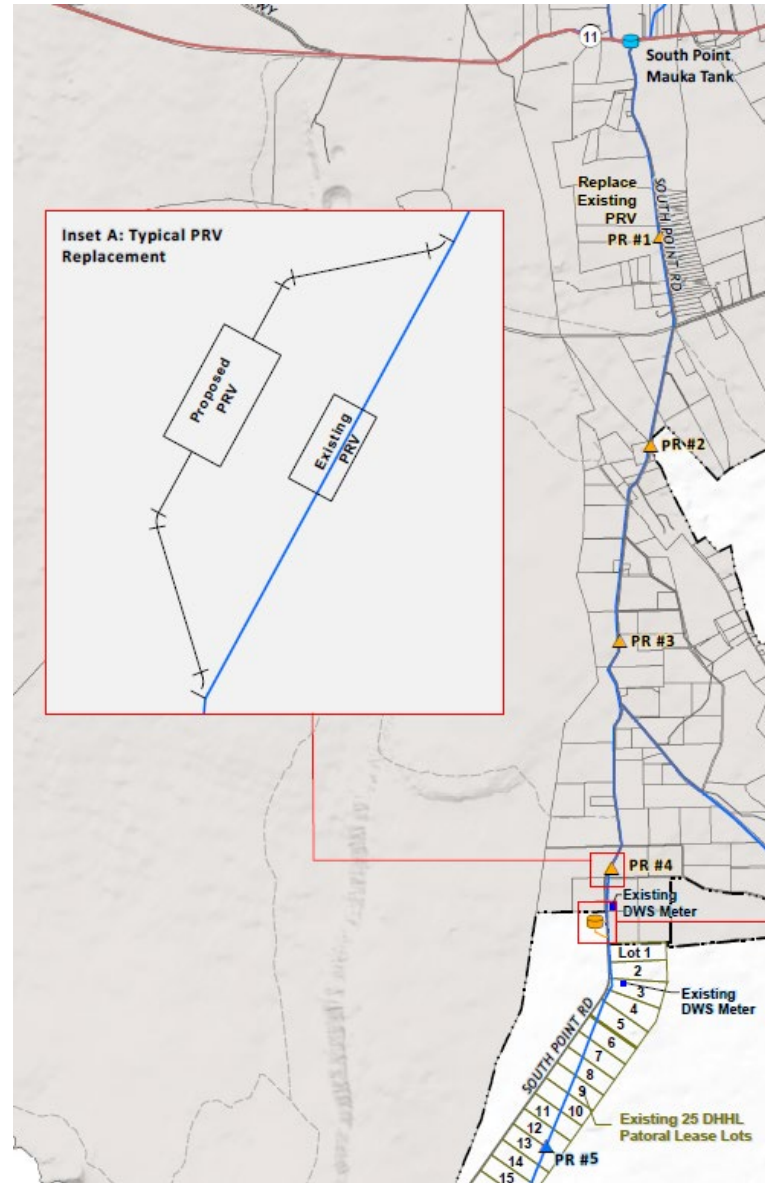 WY
11
South Point
Mauka Tank
Replace
Existing
PRV
SOUTH POINT RD
PR #1
Inset A: Typical PRV
Replacement
Proposed
PRV
Existing
PRV
PR #2
PR #3
PR #4
Existing
DWS Meter
Lot 1
2
3
Existing
DWS Meter
4
5
6
7
8
9
10
SOUTH POINT RD
11
12
13
14
15
Existing 25 DHHL
Patoral Lease Lots
PR #5